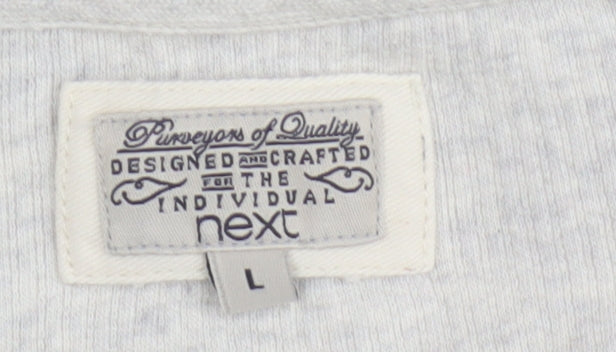 Purveyors of Quality
DESIGNED AND CRAFTED
FOR THE
INDIVIDUAL
next
L